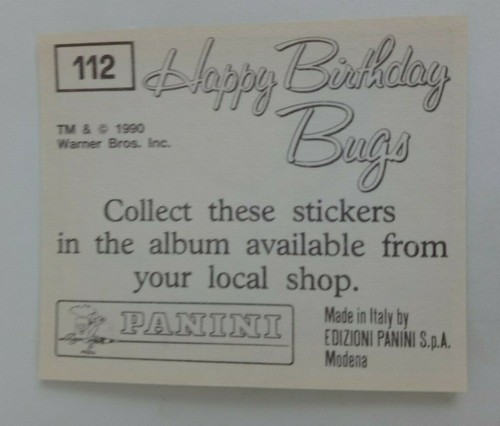 112
Happy Birthday
Bugs
TM & © 1990
Warner Bros. Inc.
Collect these stickers
in the album available from
your local shop.
PANINI
Made in Italy by
EDIZIONI PANINI S.p.A.
Modena